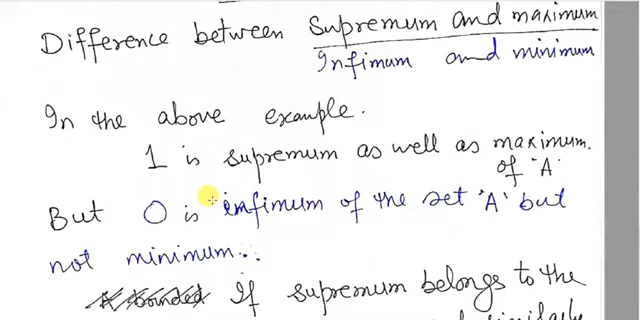 Difference between Supremum and maximum
Infimum and minimum
In the above example.
1 is supremum as well as maximum.
of 'A'
But 0 is infimum of the set 'A' but
not minimum..
If supremum belongs to the
similarly